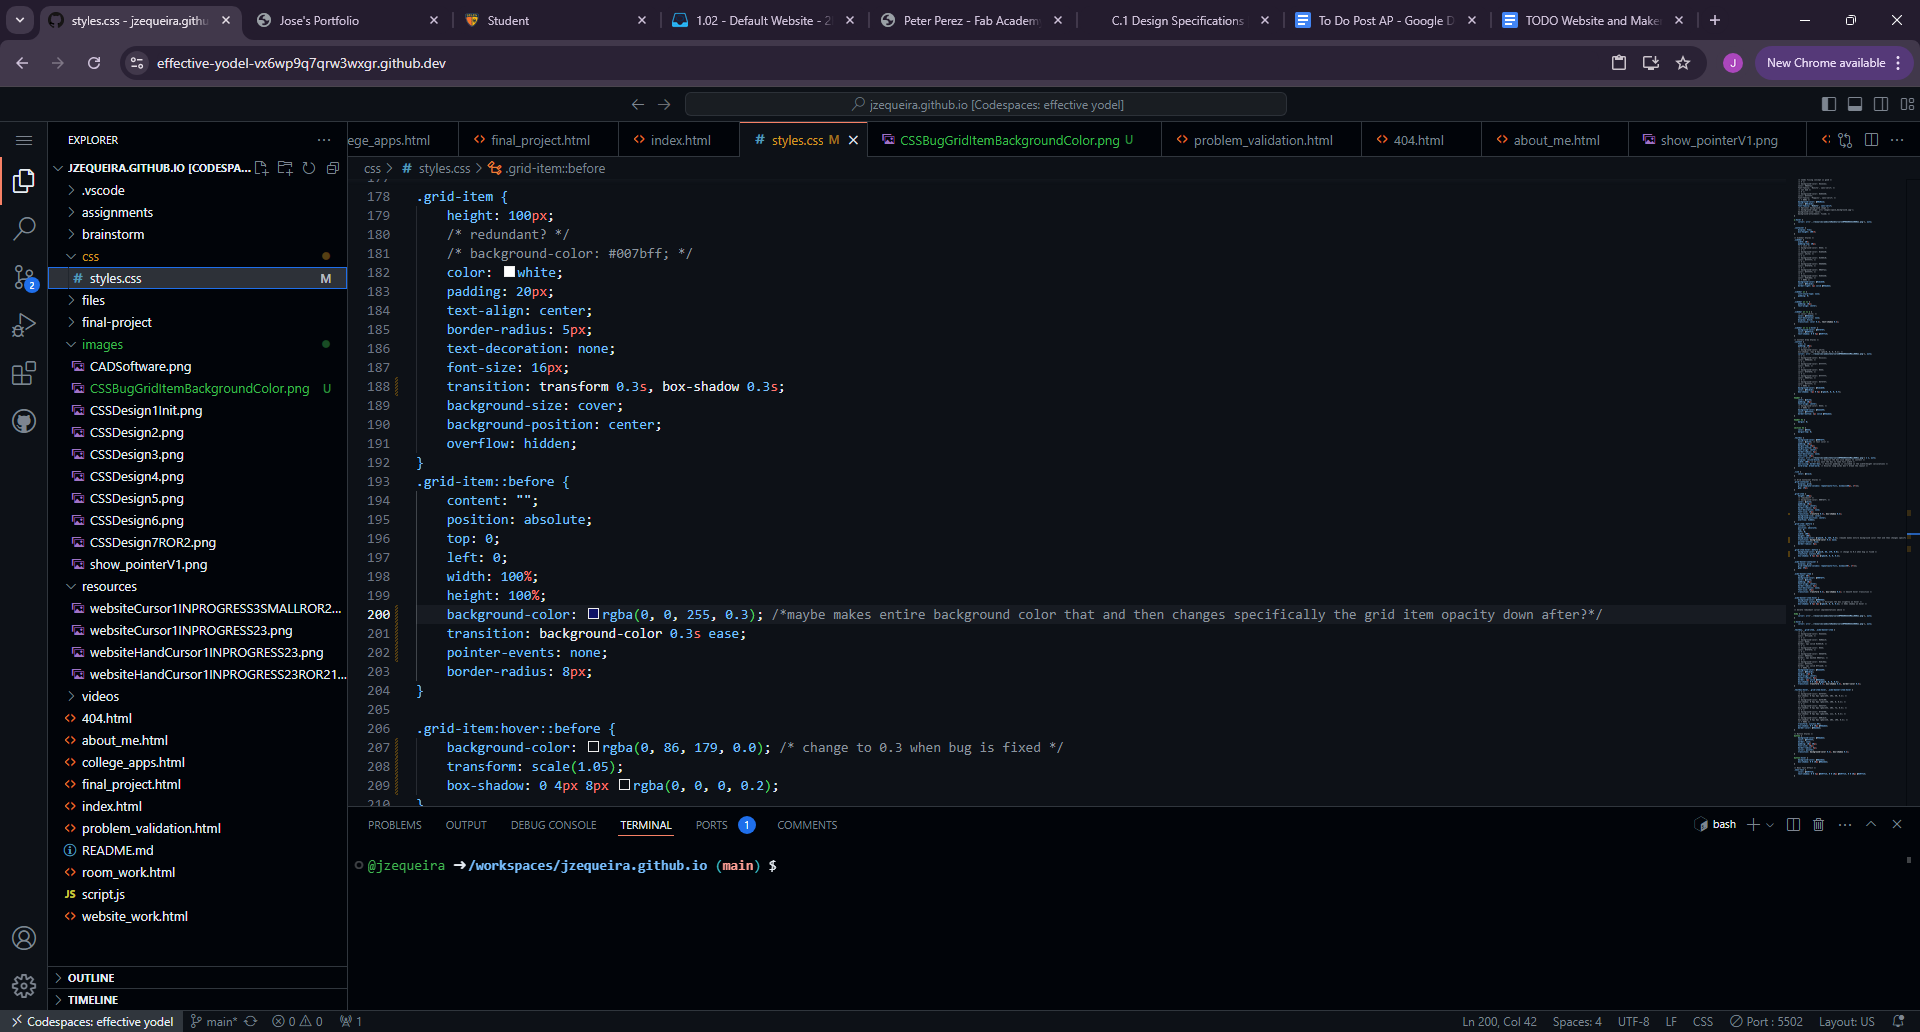 styles.css - jzequeira.githu
Jose's Portfolio
Student
1.02 - Default Website - 2
Peter Perez - Fab Academ
C.1 Design Specifications
To Do Post AP - Google D
TODO Website and Make
effective-yodel-vx6wp9q7qrw3wxgr.github.dev
J
New Chrome available
jzequeira.github.io [Codespaces: effective yodel]
EXPLORER
ege_apps.html
final_project.html
index.html
styles.css M
CSSBugGridItemBackgroundColor.png U
problem_validation.html
404.html
about_me.html
show_pointerV1.png
JZEQUEIRA.GITHUB.IO [CODESPA...
css > # styles.css > .grid-item::before
.vscode
assignments
brainstorm
css
# styles.css M
files
final-project
images
CADSoftware.png
CSSBugGridItemBackgroundColor.png U
CSSDesign1Init.png
CSSDesign2.png
CSSDesign3.png
CSSDesign4.png
CSSDesign5.png
CSSDesign6.png
CSSDesign7ROR2.png
show_pointerV1.png
resources
websiteCursor1INPROGRESS3SMALLROR2...
websiteCursor1INPROGRESS23.png
websiteHandCursor1INPROGRESS23.png
websiteHandCursor1INPROGRESS23ROR21...
videos
404.html
about_me.html
college_apps.html
final_project.html
index.html
problem_validation.html
README.md
room_work.html
JS script.js
website_work.html
OUTLINE
TIMELINE
2
178 .grid-item {
179 height: 100px;
180 /* redundant? */
181 /* background-color: #007bff; */
182 color: white;
183 padding: 20px;
184 text-align: center;
185 border-radius: 5px;
186 text-decoration: none;
187 font-size: 16px;
188 transition: transform 0.3s, box-shadow 0.3s;
189 background-size: cover;
190 background-position: center;
191 overflow: hidden;
192 }
193 .grid-item::before {
194 content: "";
195 position: absolute;
196 top: 0;
197 left: 0;
198 width: 100%;
199 height: 100%;
200 background-color: rgba(0, 0, 255, 0.3); /*maybe makes entire background color that and then changes specifically the grid item opacity down after?*/
201 transition: background-color 0.3s ease;
202 pointer-events: none;
203 border-radius: 8px;
204 }
205
206 .grid-item:hover::before {
207 background-color: rgba(0, 86, 179, 0.0); /* change to 0.3 when bug is fixed */
208 transform: scale(1.05);
209 box-shadow: 0 4px 8px rgba(0, 0, 0, 0.2);
210 }
PROBLEMS OUTPUT DEBUG CONSOLE TERMINAL PORTS 1 COMMENTS
bash
@jzequeira ➜/workspaces/jzequeira.github.io (main) $
Codespaces: effective yodel
main*
0 0
1
Ln 200, Col 42 Spaces: 4 UTF-8 LF CSS Port : 5502 Layout: US